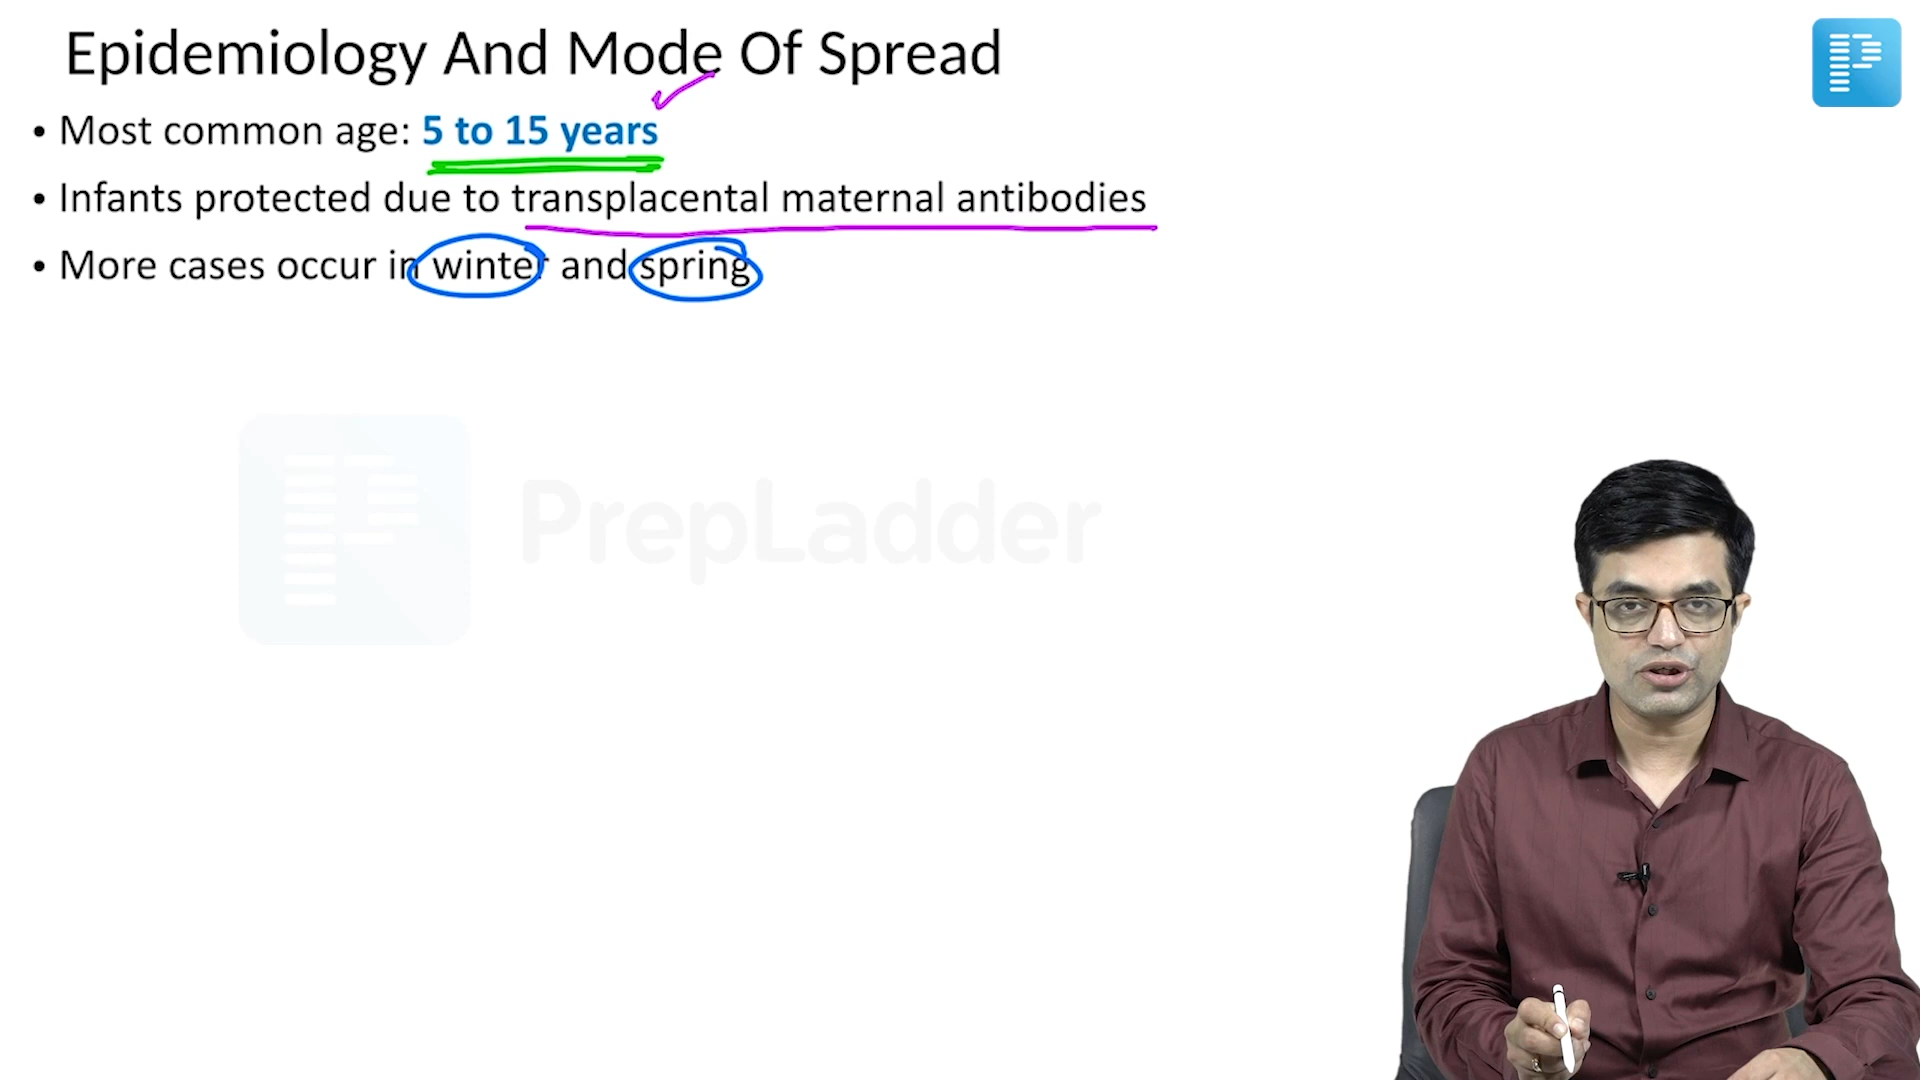 Epidemiology And Mode Of Spread
• Most common age: 5 to 15 years
• Infants protected due to transplacental maternal antibodies
• More cases occur in winter and spring
PrepLadder